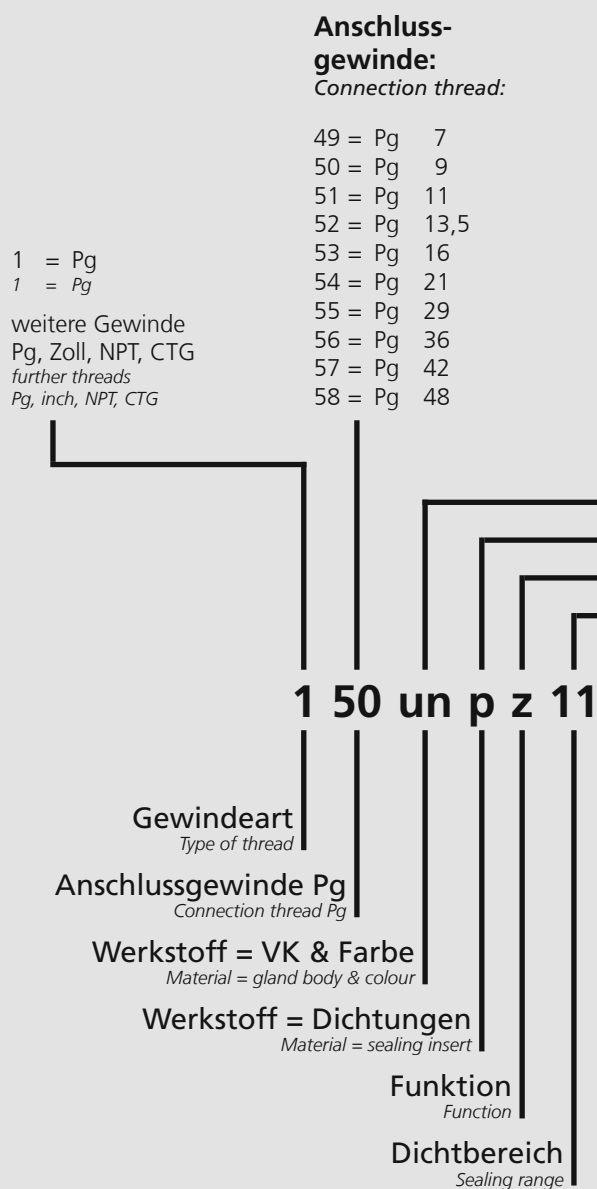 Anschluss-
gewinde:
Connection thread:
49 = Pg 7
50 = Pg 9
51 = Pg 11
52 = Pg 13,5
53 = Pg 16
54 = Pg 21
55 = Pg 29
56 = Pg 36
57 = Pg 42
58 = Pg 48
1 = Pg
1 = Pg
weitere Gewinde
Pg, Zoll, NPT, CTG
further threads
Pg, inch, NPT, CTG
1 50 un p z 11
Gewindeart
Type of thread
Anschlussgewinde Pg
Connection thread Pg
Werkstoff = VK & Farbe
Material = gland body & colour
Werkstoff = Dichtungen
Material = sealing insert
Funktion
Function
Dichtbereich
Sealing range